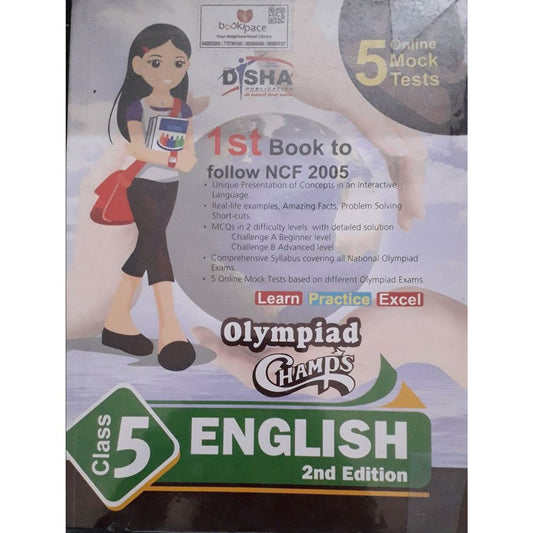 bookspace
Your Neighbourhood Library
DISHA
PUBLICATION
5 Online
Mock
Tests
1st Book to
follow NCF 2005
• Unique Presentation of Concepts in an Interactive
Language.
• Real-life examples, Amazing Facts, Problem Solving
Short-cuts.
• MCQs in 2 difficulty levels with detailed solution
Challenge A Beginner level
Challenge B Advanced level
• Comprehensive Syllabus covering all National Olympiad
Exams.
• 5 Online Mock Tests based on different Olympiad Exams.
Learn Practice Excel
Olympiad
CHAMPS
Class 5 ENGLISH
2nd Edition